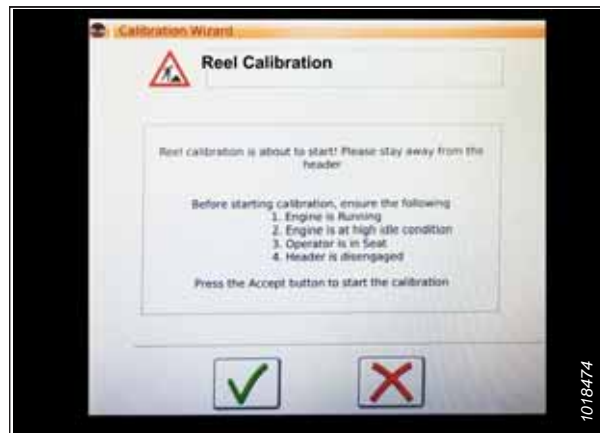 Calibration Wizard
Reel Calibration
Reel calibration is about to start! Please stay away from the
header
Before starting calibration, ensure the following
1. Engine is Running
2. Engine is at high idle condition
3. Operator is in Seat
4. Header is disengaged
Press the Accept button to start the calibration
1018474